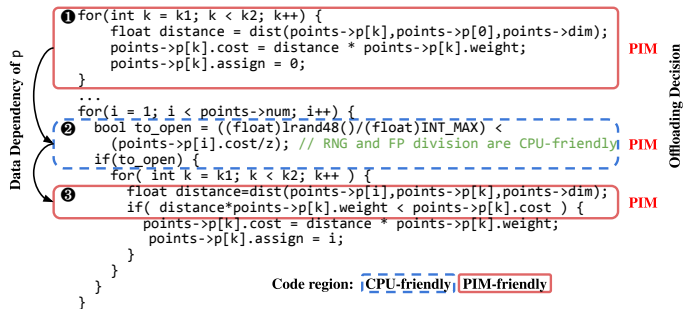 ❶ for(int k = k1; k < k2; k++) {
float distance = dist(points->p[k],points->p[0],points->dim);
points->p[k].cost = distance * points->p[k].weight;
points->p[k].assign = 0;
}
PIM
...
for(i = 1; i < points->num; i++) {
❷ bool to_open = ((float)lrand48()/(float)INT_MAX) <
(points->p[i].cost/z); // RNG and FP division are CPU-friendly
PIM
if(to_open) {
for( int k = k1; k < k2; k++ ) {
❸ float distance=dist(points->p[i],points->p[k],points->dim);
if( distance*points->p[k].weight < points->p[k].cost ) {
PIM
points->p[k].cost = distance * points->p[k].weight;
points->p[k].assign = i;
}
}
}
}
Data Dependency of p
Offloading Decision
Code region: CPU-friendly PIM-friendly